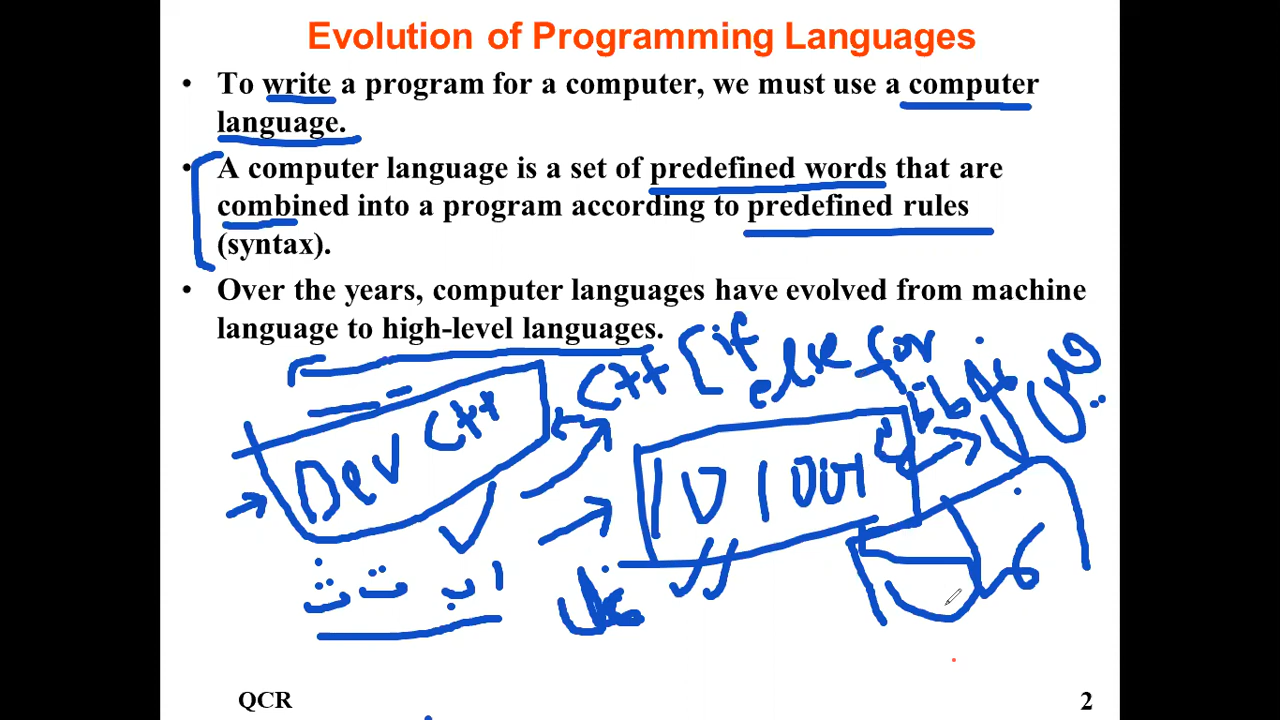 Evolution of Programming Languages
• To write a program for a computer, we must use a computer
language.
• A computer language is a set of predefined words that are
combined into a program according to predefined rules
(syntax).
• Over the years, computer languages have evolved from machine
language to high-level languages.
C++ [ if
else for
Dev C++
ا ب ت ث
QCR
2